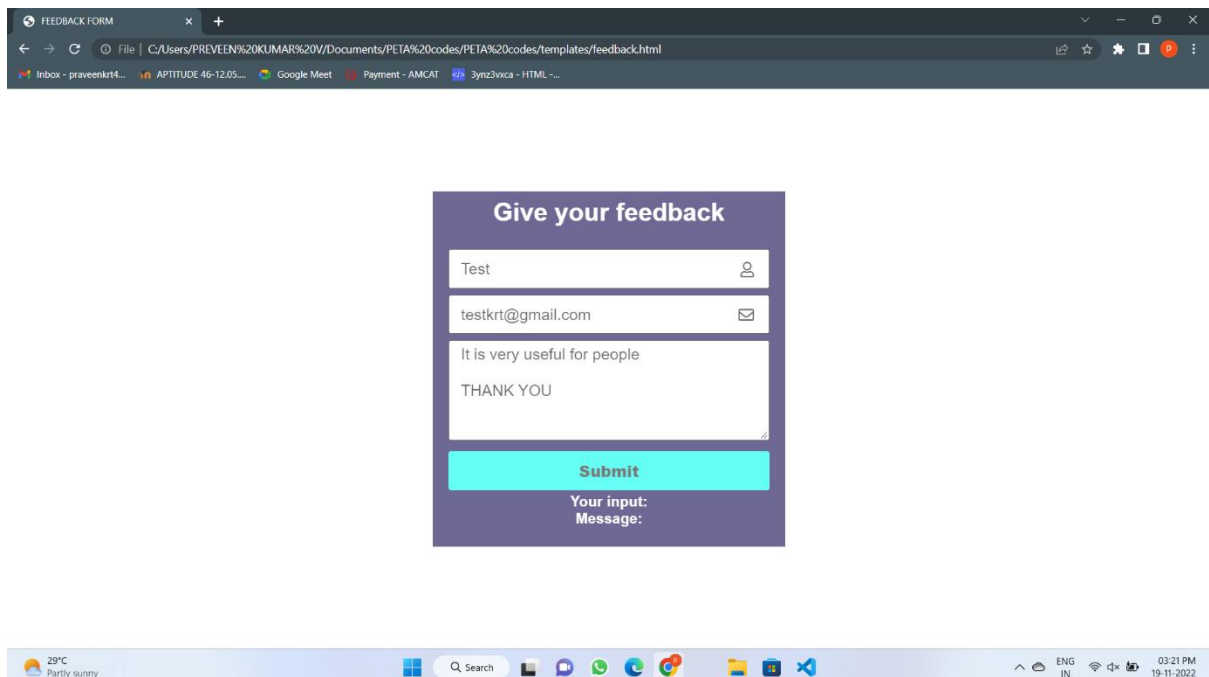 FEEDBACK FORM
File | C:/Users/PREVEEN%20KUMAR%20V/Documents/PETA%20codes/PETA%20codes/templates/feedback.html
P
Inbox - praveenkrt4... APTITUDE 46-12.05.... Google Meet Payment - AMCAT 3ynz3vxca - HTML -...
Give your feedback
Test
testkrt@gmail.com
It is very useful for people
THANK YOU
Submit
Your input:
Message:
29°C
Partly sunny
Search
ENG
IN
03:21 PM
19-11-2022